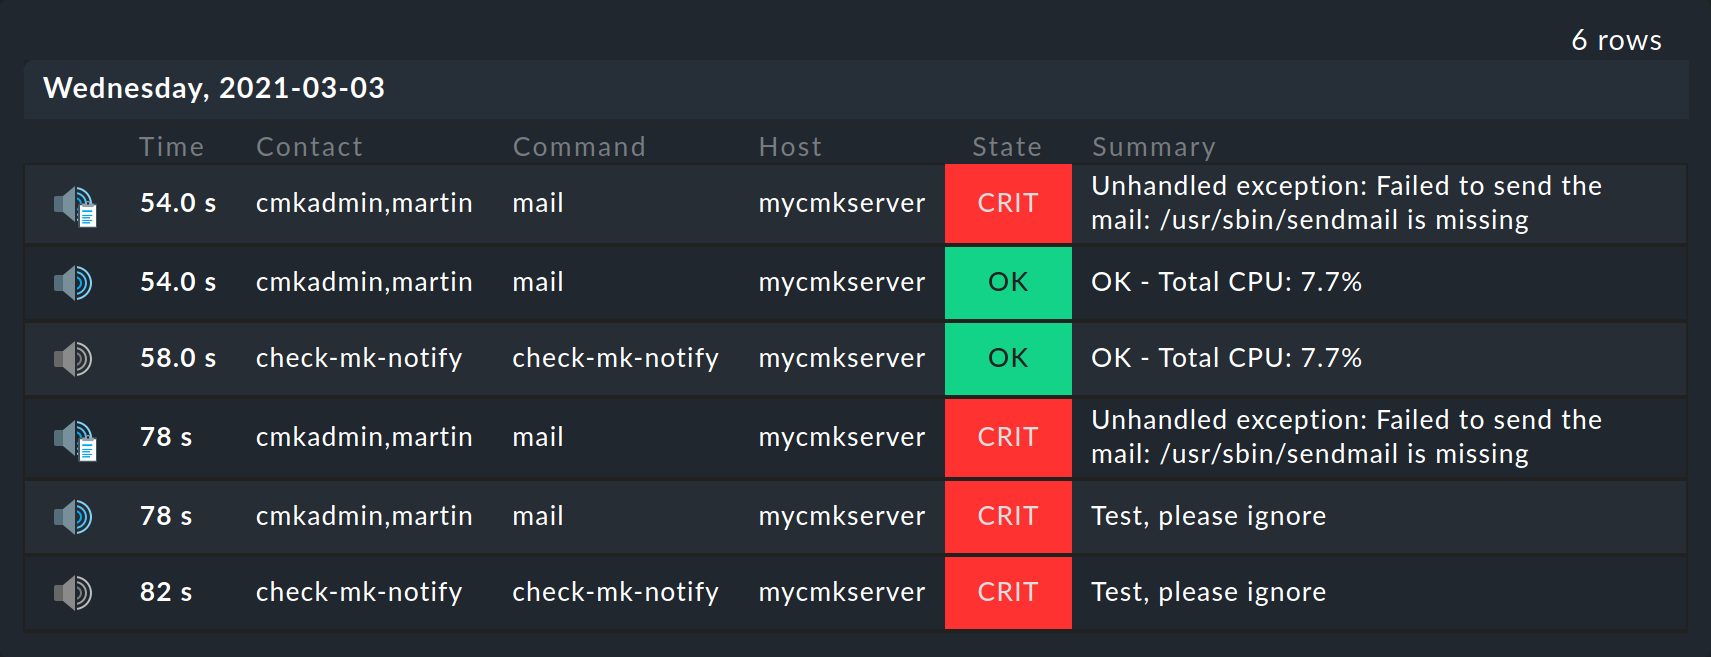 6 rows
Wednesday, 2021-03-03
Time Contact Command Host State Summary
54.0 s cmkadmin,martin mail mycmkserver CRIT Unhandled exception: Failed to send the
mail: /usr/sbin/sendmail is missing
54.0 s cmkadmin,martin mail mycmkserver OK OK - Total CPU: 7.7%
58.0 s check-mk-notify check-mk-notify mycmkserver OK OK - Total CPU: 7.7%
78 s cmkadmin,martin mail mycmkserver CRIT Unhandled exception: Failed to send the
mail: /usr/sbin/sendmail is missing
78 s cmkadmin,martin mail mycmkserver CRIT Test, please ignore
82 s check-mk-notify check-mk-notify mycmkserver CRIT Test, please ignore